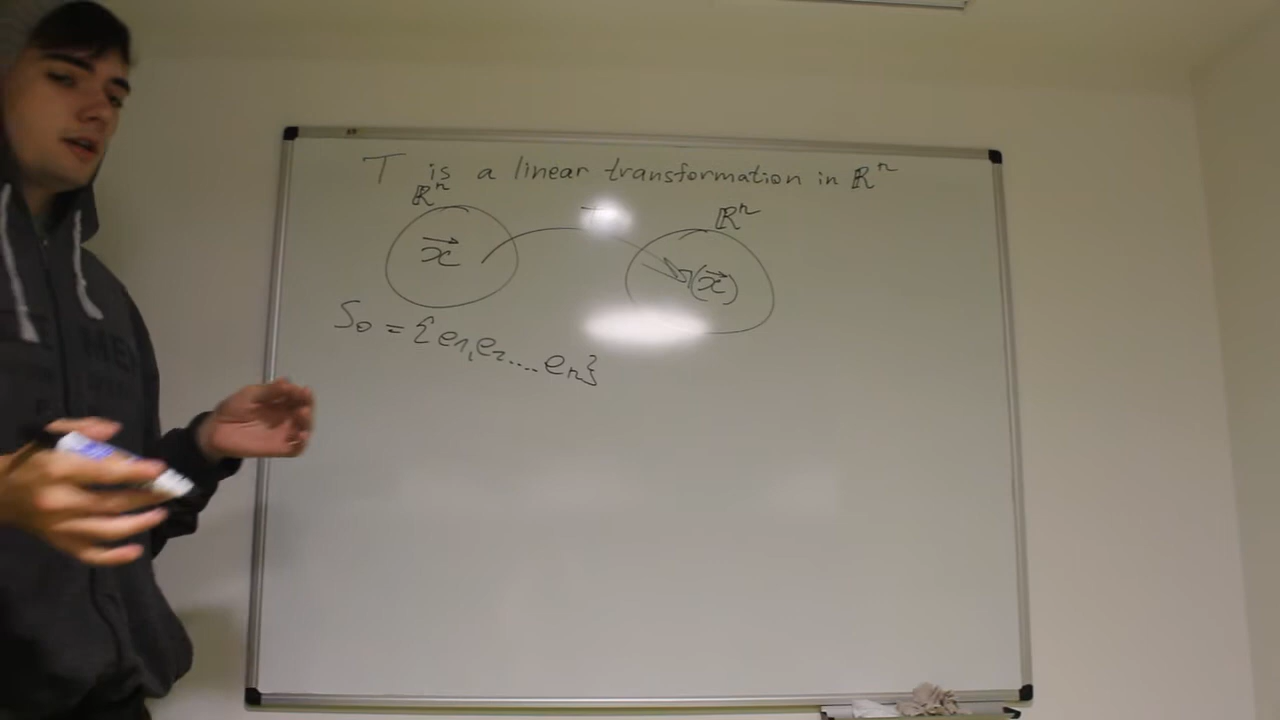 T is a linear transformation in ℝⁿ
ℝⁿ ℝⁿ
x⃗ T(x⃗)
S₀ = {e₁, e₂.... eₙ}